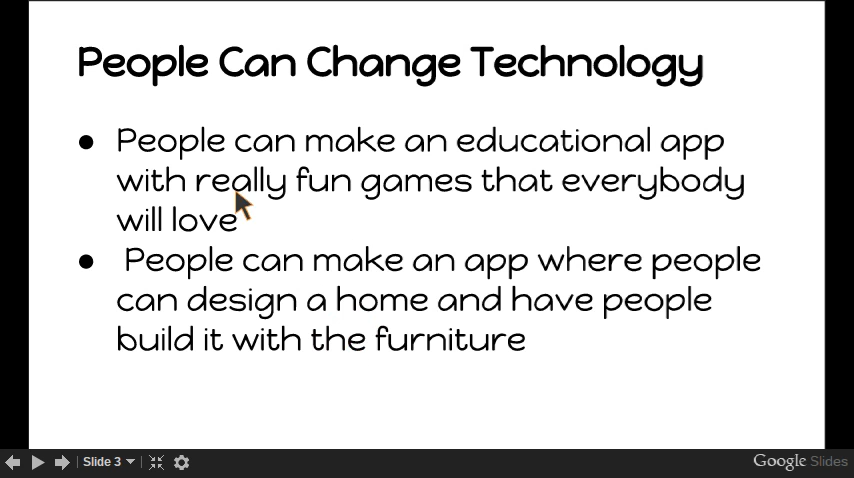 People Can Change Technology
● People can make an educational app
with really fun games that everybody
will love
● People can make an app where people
can design a home and have people
build it with the furniture
Slide 3
Google Slides